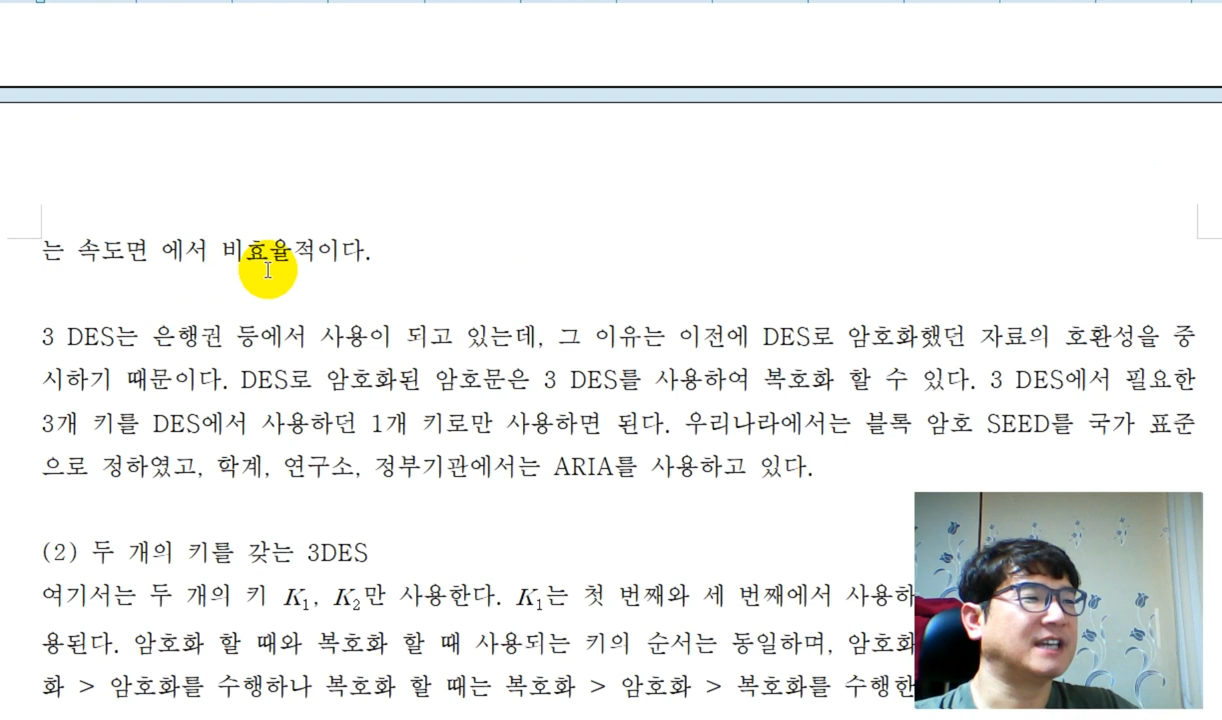 는 속도면 에서 비효율적이다.
3 DES는 은행권 등에서 사용이 되고 있는데, 그 이유는 이전에 DES로 암호화했던 자료의 호환성을 중
시하기 때문이다. DES로 암호화된 암호문은 3 DES를 사용하여 복호화 할 수 있다. 3 DES에서 필요한
3개 키를 DES에서 사용하던 1개 키로만 사용하면 된다. 우리나라에서는 블록 암호 SEED를 국가 표준
으로 정하였고, 학계, 연구소, 정부기관에서는 ARIA를 사용하고 있다.
(2) 두 개의 키를 갖는 3DES
여기서는 두 개의 키 K₁, K₂만 사용한다. K₁는 첫 번째와 세 번째에서 사용하
용된다. 암호화 할 때와 복호화 할 때 사용되는 키의 순서는 동일하며, 암호화
화 > 암호화를 수행하나 복호화 할 때는 복호화 > 암호화 > 복호화를 수행한